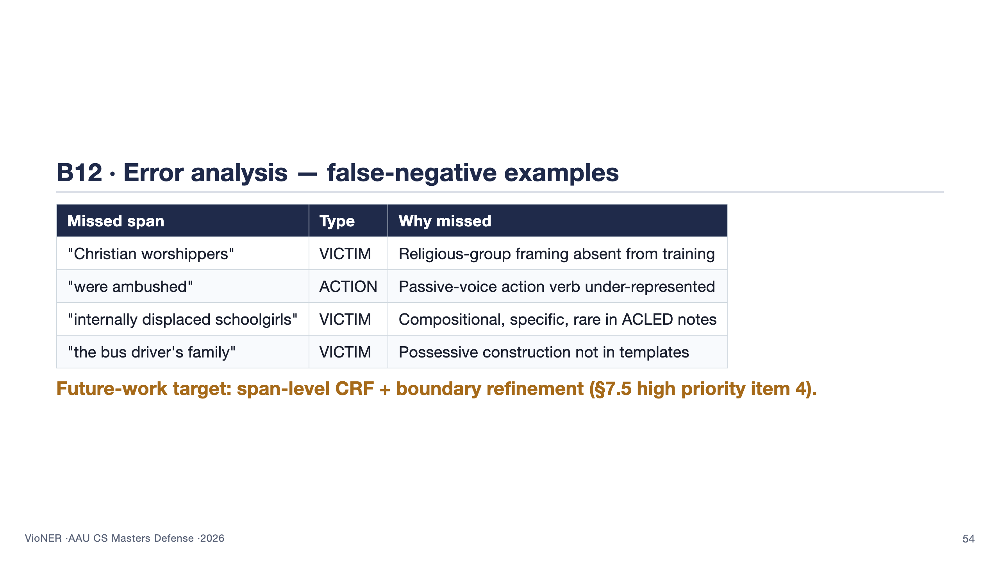 B12 · Error analysis — false-negative examples
Missed span Type Why missed
"Christian worshippers" VICTIM Religious-group framing absent from training
"were ambushed" ACTION Passive-voice action verb under-represented
"internally displaced schoolgirls" VICTIM Compositional, specific, rare in ACLED notes
"the bus driver's family" VICTIM Possessive construction not in templates
Future-work target: span-level CRF + boundary refinement (§7.5 high priority item 4).
VioNER ·AAU CS Masters Defense ·2026
54